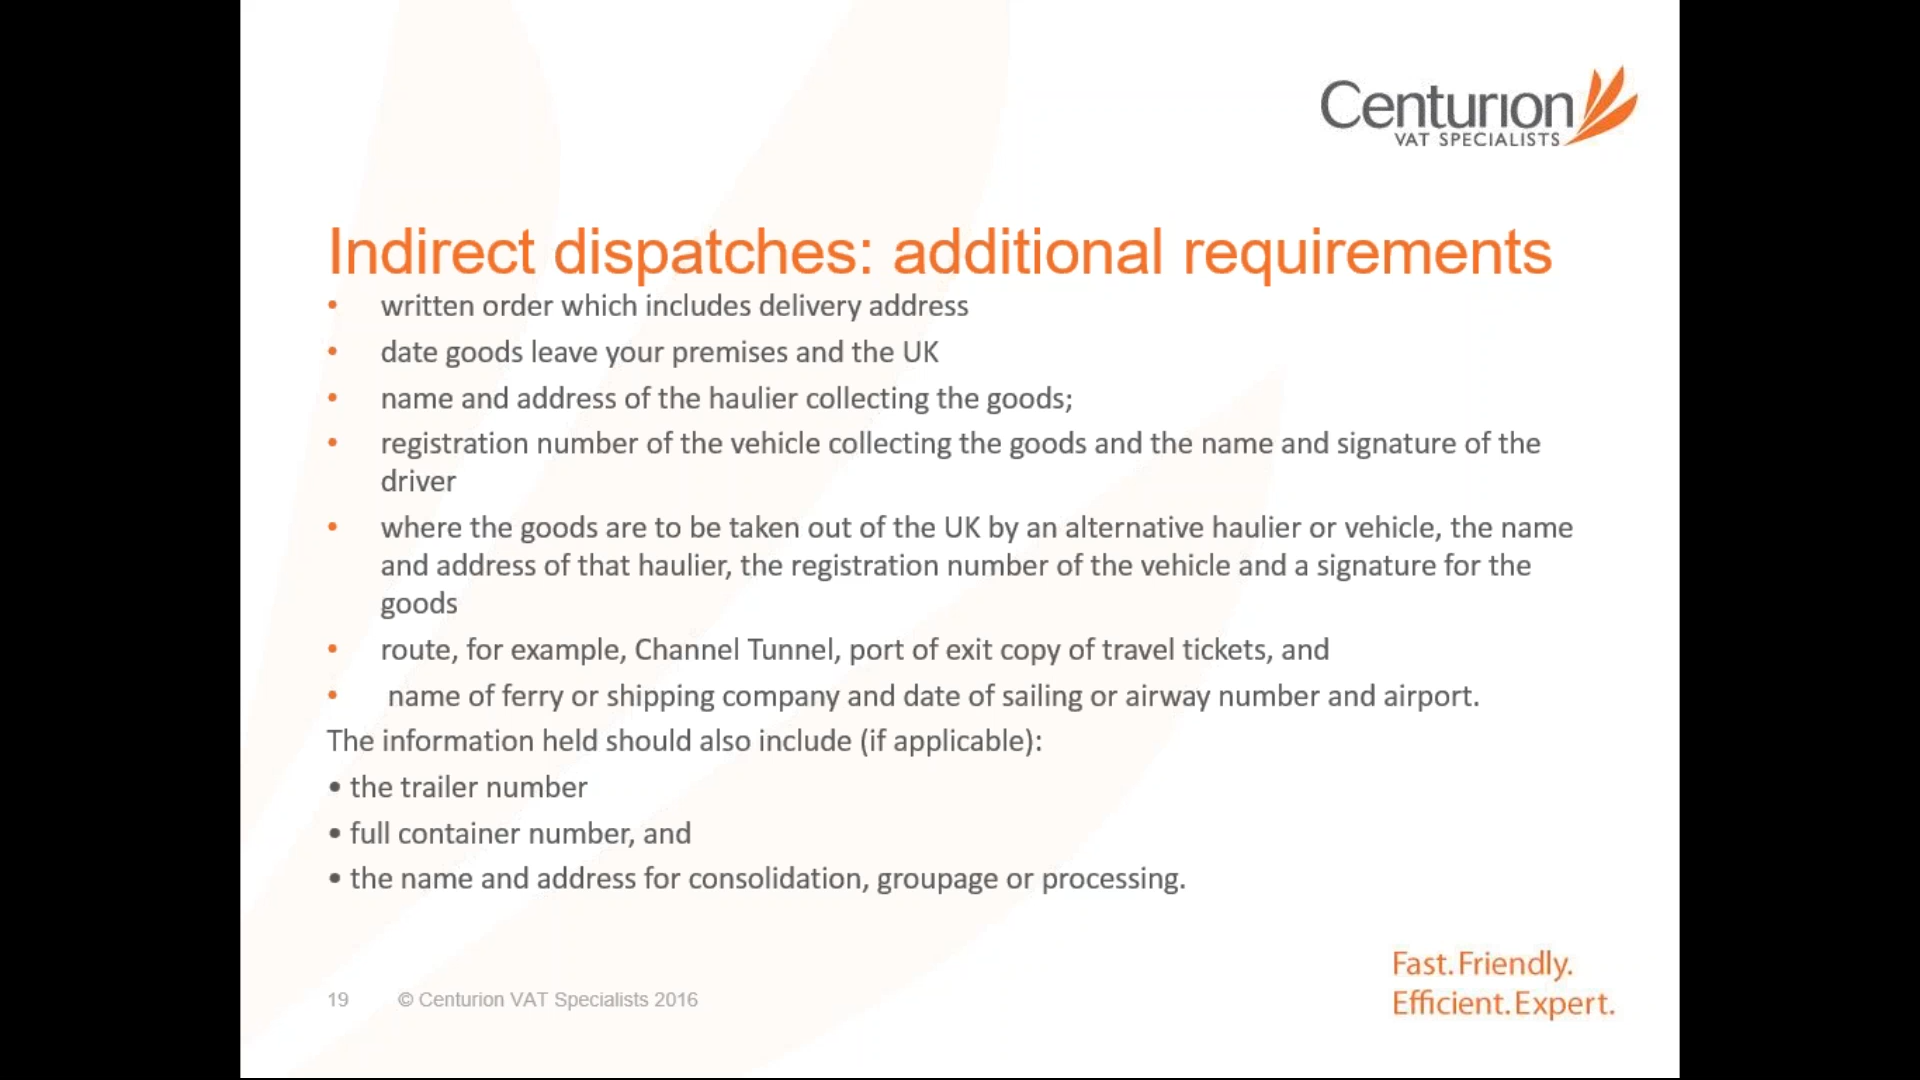 Centurion
VAT SPECIALISTS
Indirect dispatches: additional requirements
• written order which includes delivery address
• date goods leave your premises and the UK
• name and address of the haulier collecting the goods;
• registration number of the vehicle collecting the goods and the name and signature of the
driver
• where the goods are to be taken out of the UK by an alternative haulier or vehicle, the name
and address of that haulier, the registration number of the vehicle and a signature for the
goods
• route, for example, Channel Tunnel, port of exit copy of travel tickets, and
• name of ferry or shipping company and date of sailing or airway number and airport.
The information held should also include (if applicable):
• the trailer number
• full container number, and
• the name and address for consolidation, groupage or processing.
Fast. Friendly.
Efficient. Expert.
19 © Centurion VAT Specialists 2016